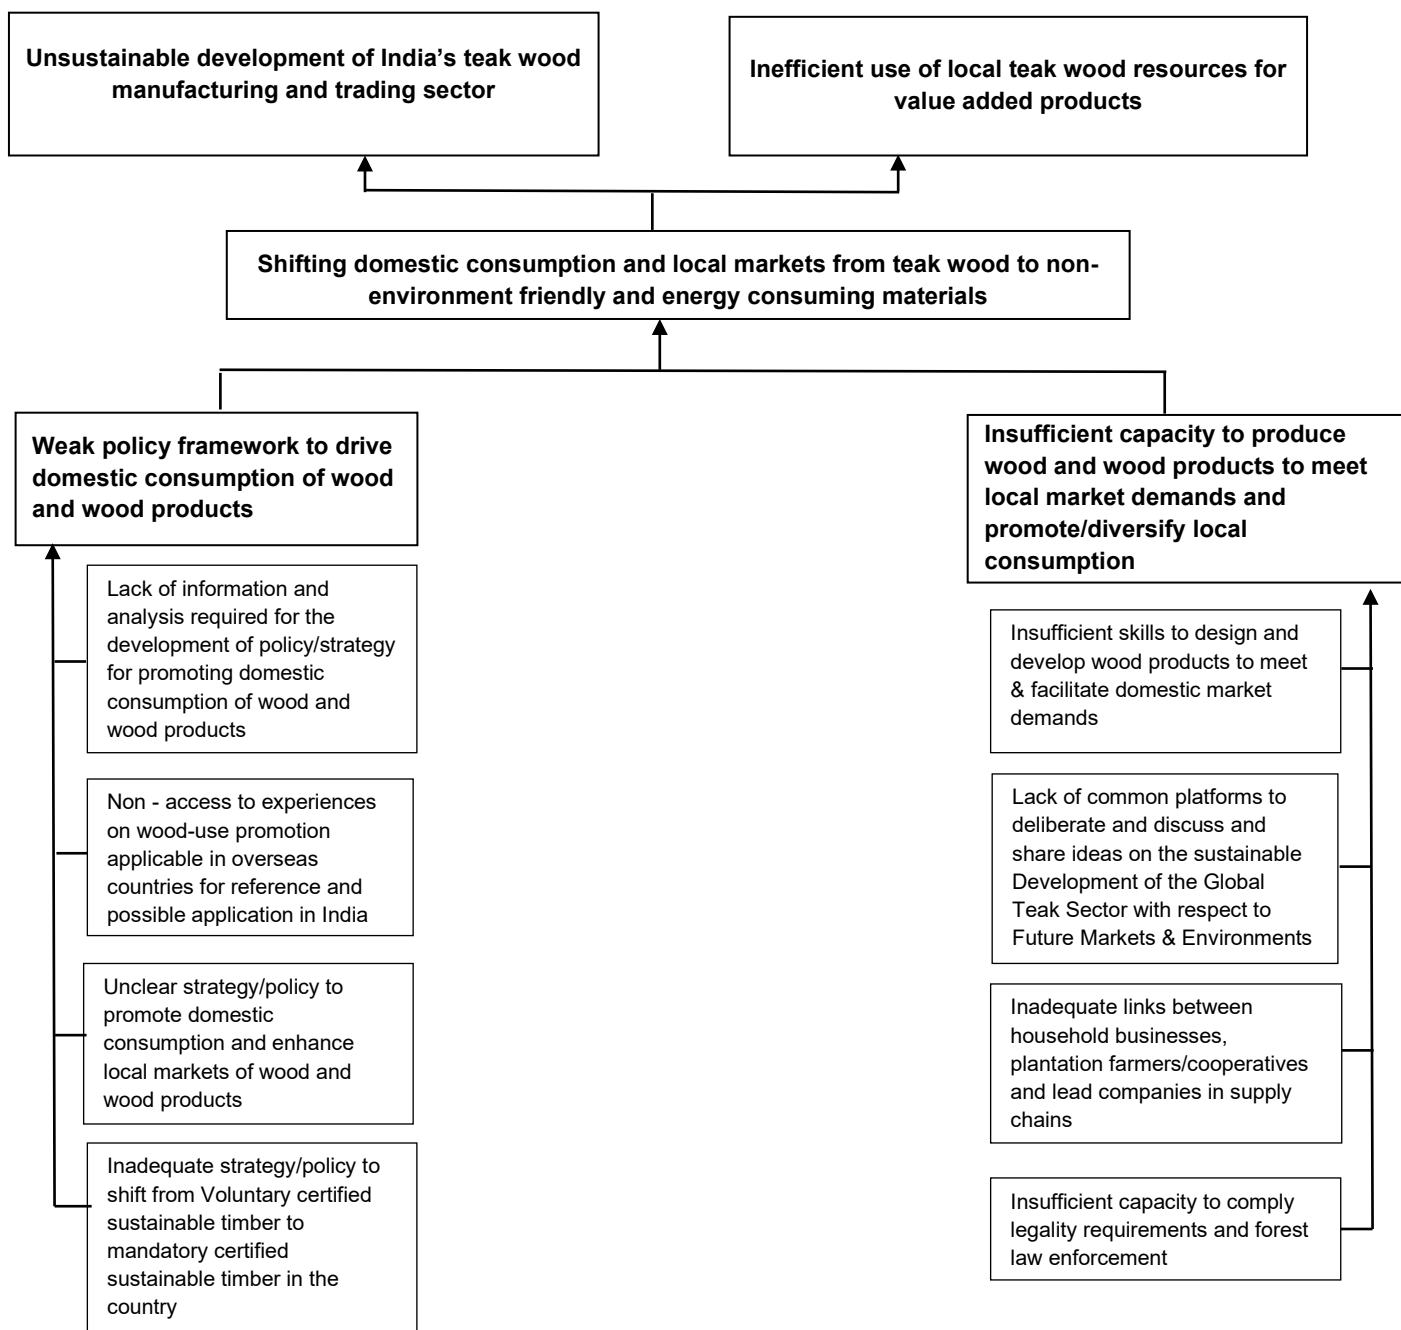 Unsustainable development of India’s teak wood
manufacturing and trading sector
Inefficient use of local teak wood resources for
value added products
Shifting domestic consumption and local markets from teak wood to non-
environment friendly and energy consuming materials
Weak policy framework to drive
domestic consumption of wood
and wood products
Lack of information and
analysis required for the
development of policy/strategy
for promoting domestic
consumption of wood and
wood products
Non - access to experiences
on wood-use promotion
applicable in overseas
countries for reference and
possible application in India
Unclear strategy/policy to
promote domestic
consumption and enhance
local markets of wood and
wood products
Inadequate strategy/policy to
shift from Voluntary certified
sustainable timber to
mandatory certified
sustainable timber in the
country
Insufficient capacity to produce
wood and wood products to meet
local market demands and
promote/diversify local
consumption
Insufficient skills to design and
develop wood products to meet
& facilitate domestic market
demands
Lack of common platforms to
deliberate and discuss and
share ideas on the sustainable
Development of the Global
Teak Sector with respect to
Future Markets & Environments
Inadequate links between
household businesses,
plantation farmers/cooperatives
and lead companies in supply
chains
Insufficient capacity to comply
legality requirements and forest
law enforcement